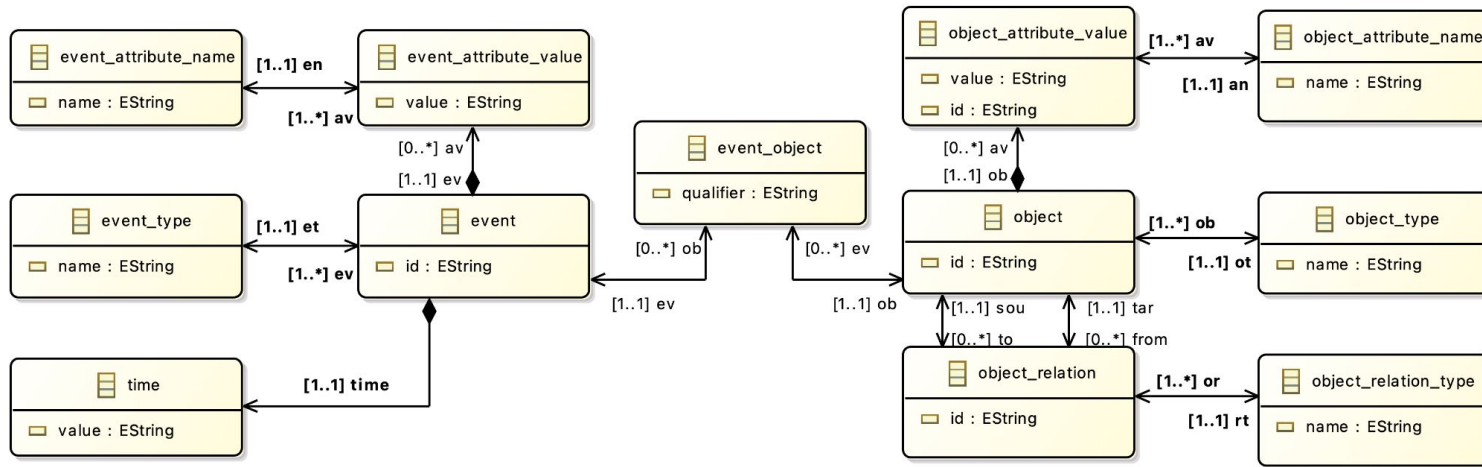 event_attribute_name
name : EString
[1..1] en
[1..*] av
event_attribute_value
value : EString
[0..*] av
[1..1] ev
event_type
name : EString
[1..1] et
[1..*] ev
event
id : EString
time
value : EString
[1..1] time
event_object
qualifier : EString
[0..*] ob
[1..1] ev
[0..*] ev
[1..1] ob
object_attribute_value
value : EString
id : EString
[1..*] av
[1..1] an
object_attribute_name
name : EString
[0..*] av
[1..1] ob
object
id : EString
[1..*] ob
[1..1] ot
object_type
name : EString
[1..1] sou
[0..*] to
[1..1] tar
[0..*] from
object_relation
id : EString
[1..*] or
[1..1] rt
object_relation_type
name : EString